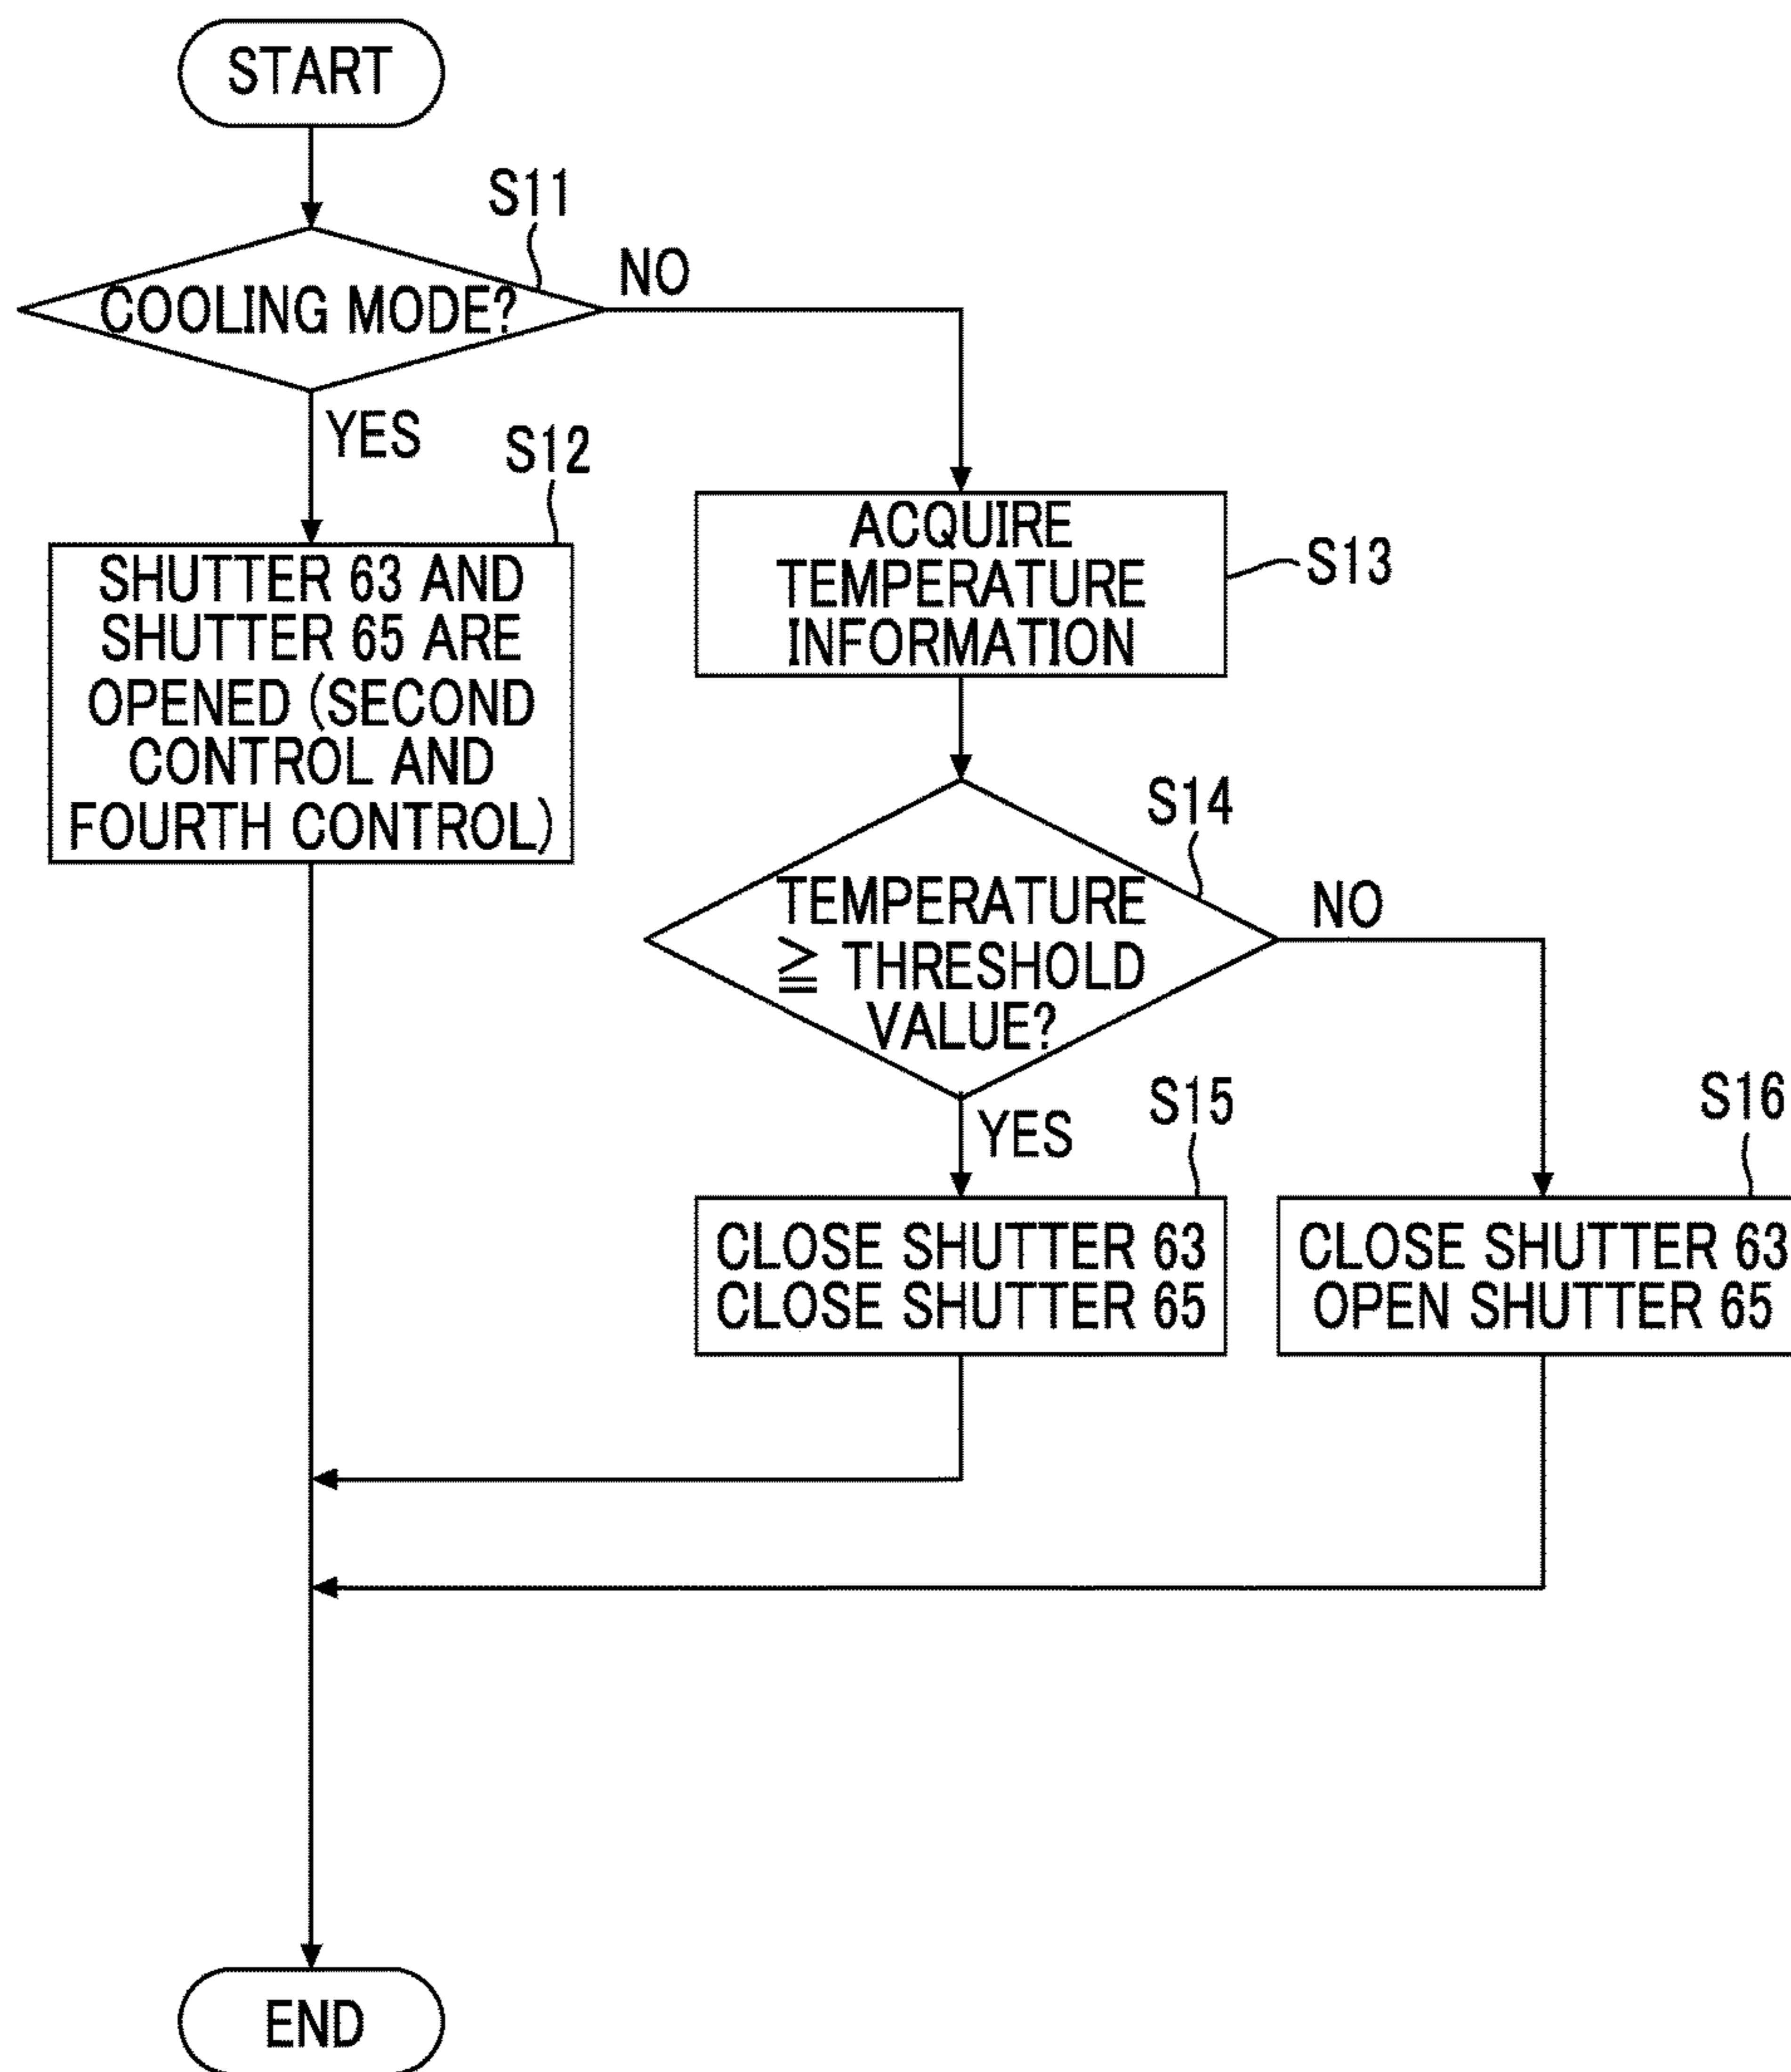 START
S11
COOLING MODE?
NO
YES
S12
SHUTTER 63 AND
SHUTTER 65 ARE
OPENED (SECOND
CONTROL AND
FOURTH CONTROL)
ACQUIRE
TEMPERATURE
INFORMATION
S13
S14
TEMPERATURE
≧ THRESHOLD
VALUE?
NO
YES
S15
CLOSE SHUTTER 63
CLOSE SHUTTER 65
S16
CLOSE SHUTTER 63
OPEN SHUTTER 65
END